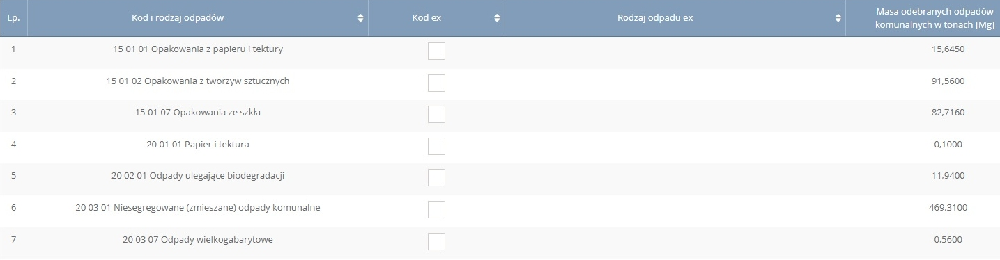 Lp. Kod i rodzaj odpadów Kod ex Rodzaj odpadu ex Masa odebranych odpadów
komunalnych w tonach [Mg]
1 15 01 01 Opakowania z papieru i tektury 15,6450
2 15 01 02 Opakowania z tworzyw sztucznych 91,5600
3 15 01 07 Opakowania ze szkła 82,7160
4 20 01 01 Papier i tektura 0,1000
5 20 02 01 Odpady ulegające biodegradacji 11,9400
6 20 03 01 Niesegregowane (zmieszane) odpady komunalne 469,3100
7 20 03 07 Odpady wielkogabarytowe 0,5600